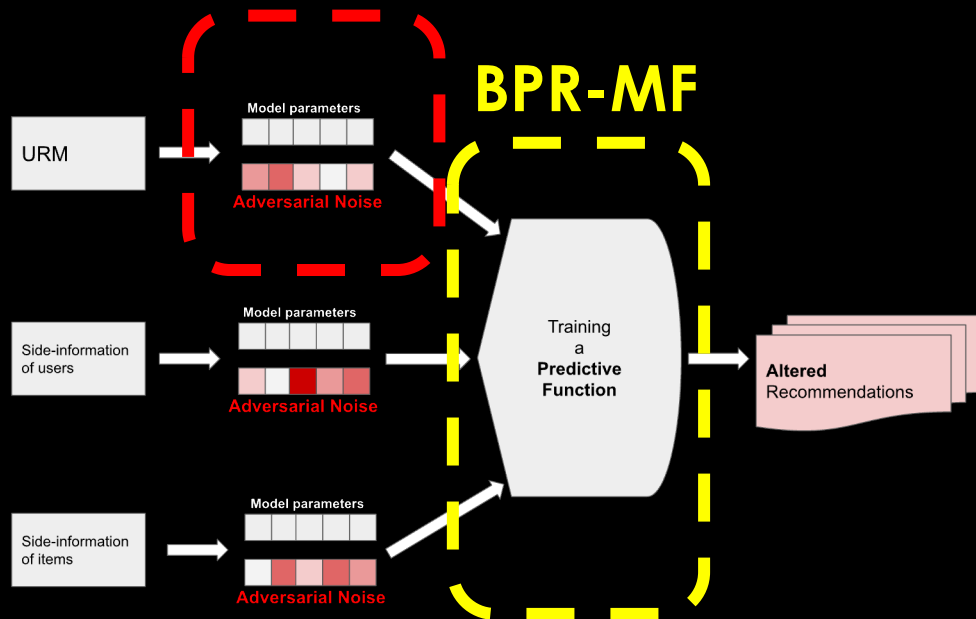 BPR-MF
Model parameters
URM
Adversarial Noise
Model parameters
Side-information
of users
Adversarial Noise
Training
a
Predictive
Function
Altered
Recommendations
Model parameters
Side-information
of items
Adversarial Noise